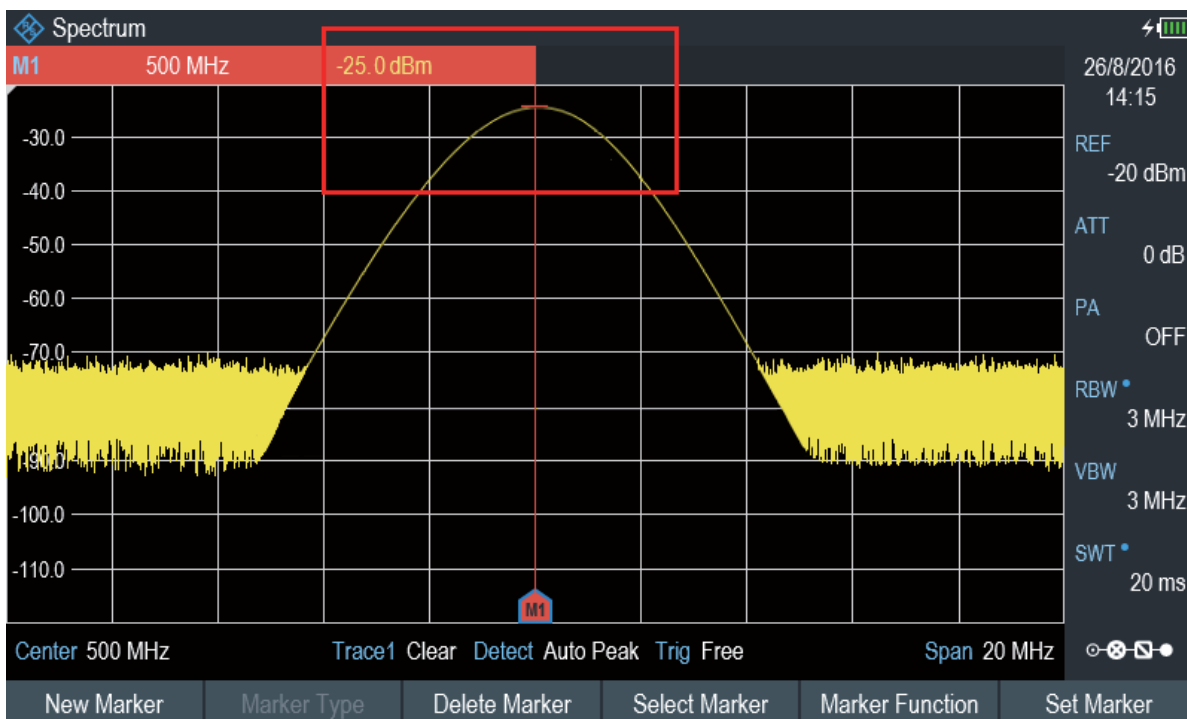 Spectrum
M1 500 MHz -25.0 dBm
26/8/2016
14:15
-30.0
-40.0
-50.0
-60.0
-70.0
-90.0
-100.0
-110.0
REF
-20 dBm
ATT
0 dB
PA
OFF
RBW
3 MHz
VBW
3 MHz
SWT
20 ms
M1
Center 500 MHz Trace1 Clear Detect Auto Peak Trig Free Span 20 MHz
New Marker Marker Type Delete Marker Select Marker Marker Function Set Marker